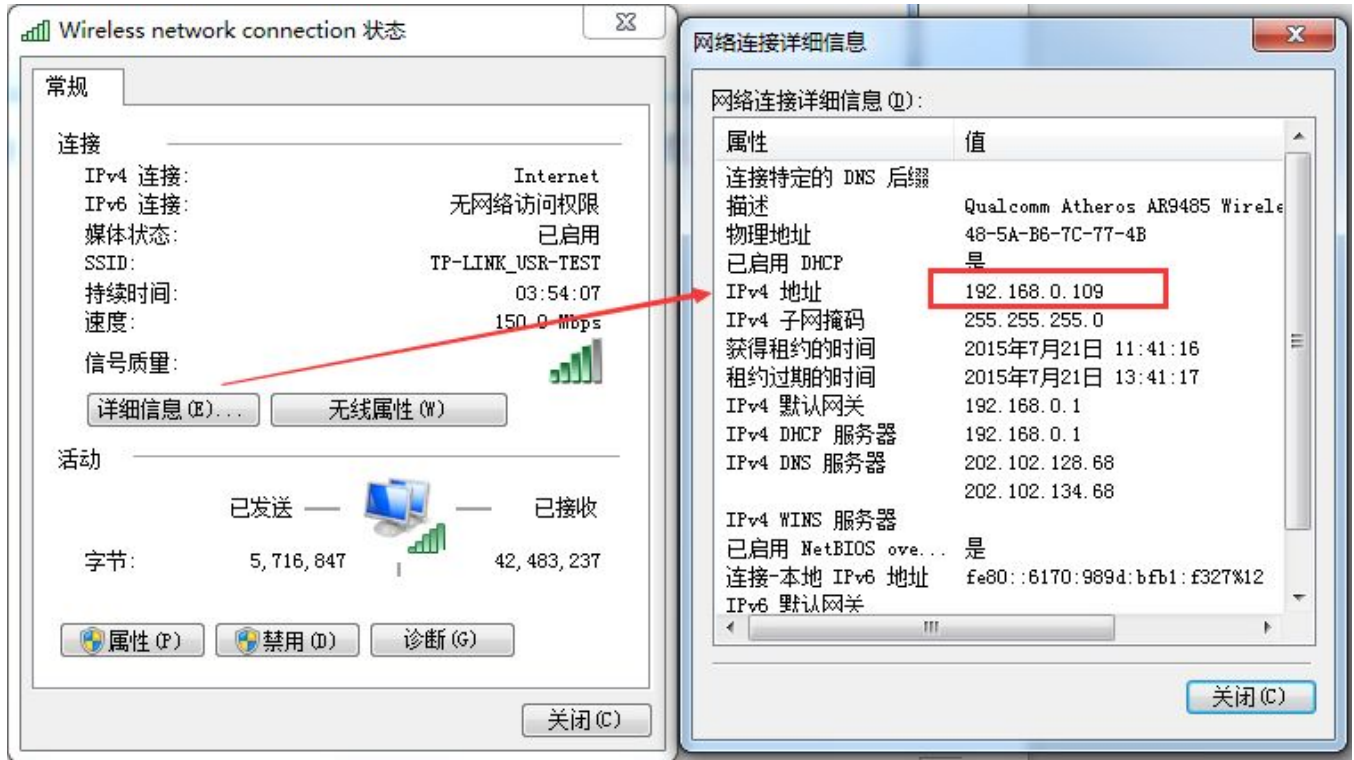 Wireless network connection 状态
常规
连接
IPv4 连接: Internet
IPv6 连接: 无网络访问权限
媒体状态: 已启用
SSID: TP-LINK_USR-TEST
持续时间: 03:54:07
速度: 150.0 Mbps
信号质量:
详细信息(E)... 无线属性(W)
活动
已发送 — — 已接收
字节: 5,716,847 42,483,237
属性(P) 禁用(D) 诊断(G)
关闭(C)
网络连接详细信息
网络连接详细信息(D):
属性 值
连接特定的 DNS 后缀
描述 Qualcomm Atheros AR9485 Wirele
物理地址 48-5A-B6-7C-77-4B
已启用 DHCP 是
IPv4 地址 192.168.0.109
IPv4 子网掩码 255.255.255.0
获得租约的时间 2015年7月21日 11:41:16
租约过期的时间 2015年7月21日 13:41:17
IPv4 默认网关 192.168.0.1
IPv4 DHCP 服务器 192.168.0.1
IPv4 DNS 服务器 202.102.128.68
202.102.134.68
IPv4 WINS 服务器
已启用 NetBIOS ove... 是
连接-本地 IPv6 地址 fe80::6170:989d:bfb1:f327%12
IPv6 默认网关
关闭(C)